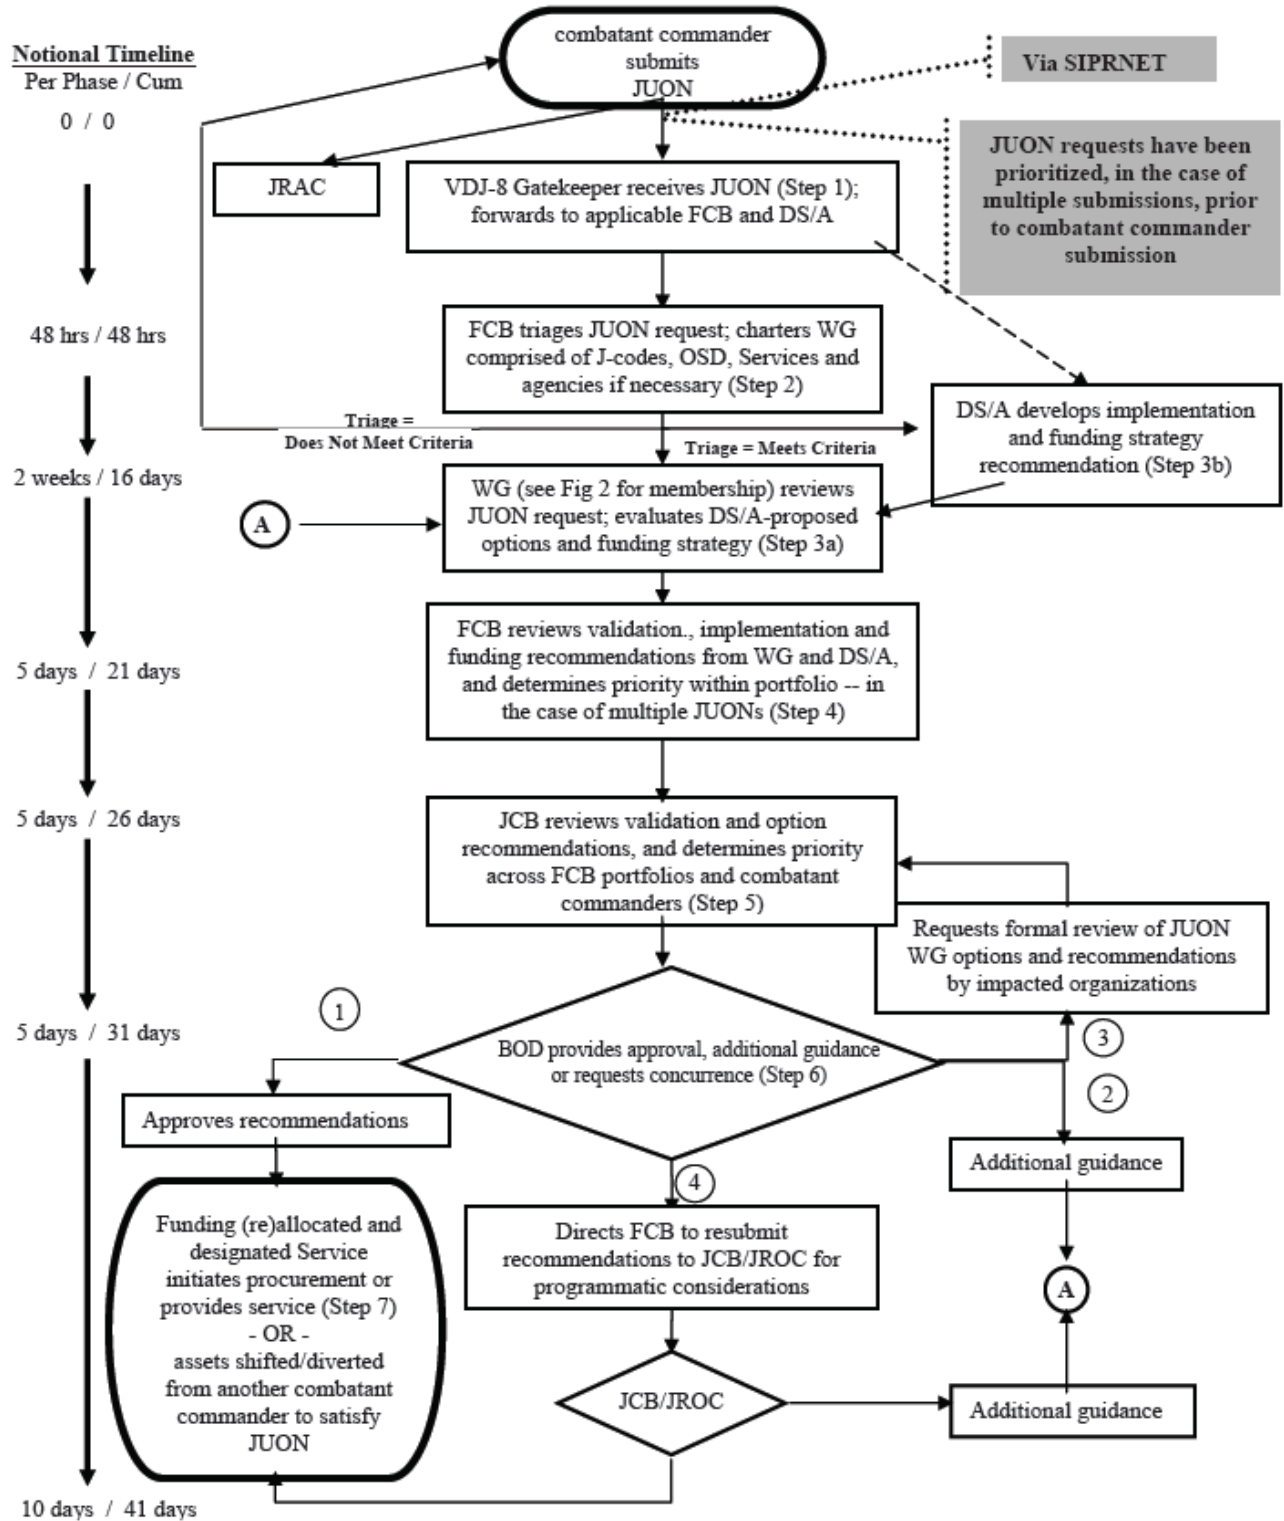 combatant commander
submits
JUON
Notional Timeline
Per Phase / Cum
0 / 0
Via SIPRNET
JUON requests have been
prioritized, in the case of
multiple submissions, prior
to combatant commander
submission
JRAC
VDJ-8 Gatekeeper receives JUON (Step 1);
forwards to applicable FCB and DS/A
48 hrs / 48 hrs
FCB triages JUON request; charters WG
comprised of J-codes, OSD, Services and
agencies if necessary (Step 2)
DS/A develops implementation
and funding strategy
recommendation (Step 3b)
Triage =
Does Not Meet Criteria
Triage = Meets Criteria
2 weeks / 16 days
A
WG (see Fig 2 for membership) reviews
JUON request; evaluates DS/A-proposed
options and funding strategy (Step 3a)
FCB reviews validation., implementation and
funding recommendations from WG and DS/A,
and determines priority within portfolio -- in
the case of multiple JUONs (Step 4)
5 days / 21 days
5 days / 26 days
JCB reviews validation and option
recommendations, and determines priority
across FCB portfolios and combatant
commanders (Step 5)
Requests formal review of JUON
WG options and recommendations
by impacted organizations
5 days / 31 days
1
BOD provides approval, additional guidance
or requests concurrence (Step 6)
3
2
Approves recommendations
Additional guidance
4
Funding (re)allocated and
designated Service
initiates procurement or
provides service (Step 7)
- OR -
assets shifted/diverted
from another combatant
commander to satisfy
JUON
Directs FCB to resubmit
recommendations to JCB/JROC for
programmatic considerations
A
JCB/JROC
Additional guidance
10 days / 41 days